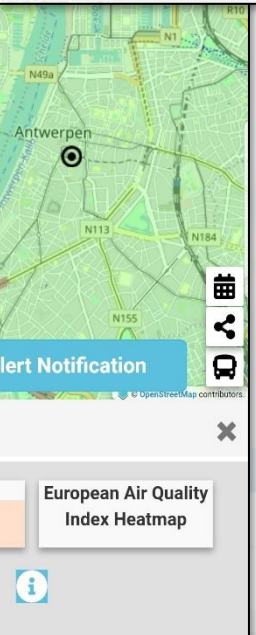 R10
N1
N49a
Antwerpen
N113
N184
N155
lert Notification
© OpenStreetMap contributors.
European Air Quality
Index Heatmap